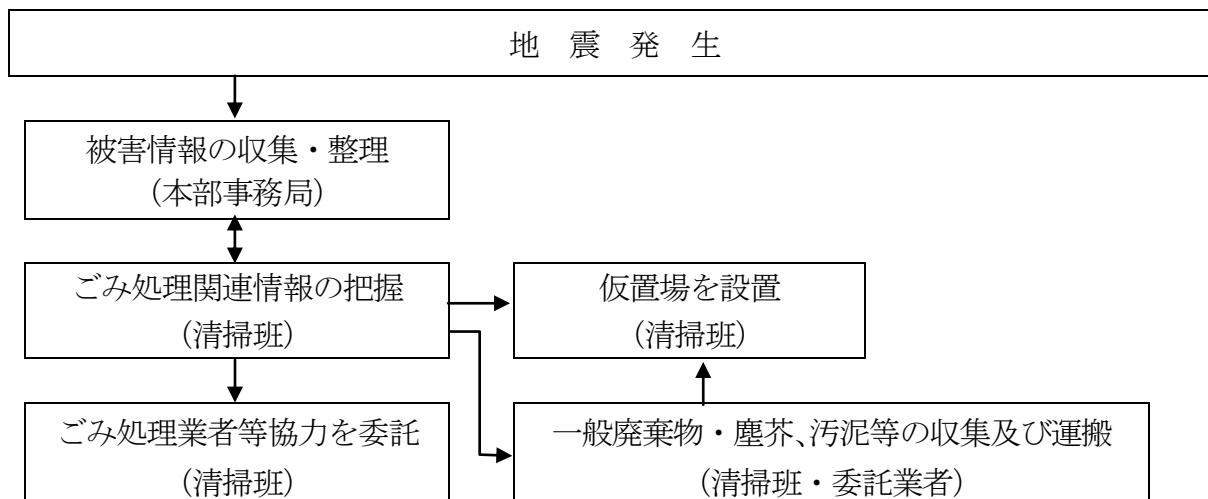 地　震　発　生
被害情報の収集・整理
（本部事務局）
ごみ処理関連情報の把握
（清掃班）
仮置場を設置
（清掃班）
ごみ処理業者等協力を委託
（清掃班）
一般廃棄物・塵芥、汚泥等の収集及び運搬
（清掃班・委託業者）